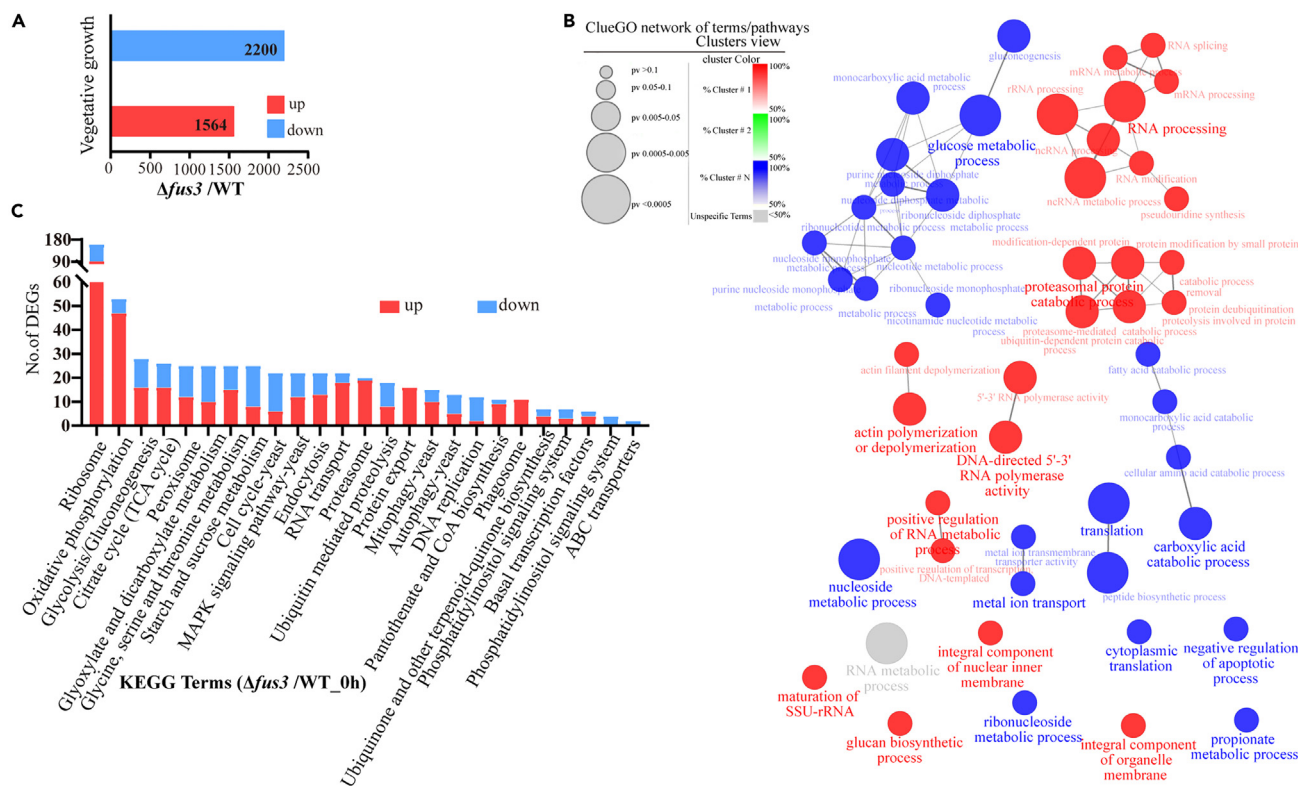 A
Vegetative growth
2200
1564
up
down
0
500
1000
1500
2000
2500
Δfus3 /WT
B
ClueGO network of terms/pathways
Clusters view
cluster Color
pv >0.1
pv 0.05-0.1
pv 0.005-0.05
pv 0.0005-0.005
pv <0.0005
% Cluster # 1
100%
50%
% Cluster # 2
100%
50%
% Cluster # N
100%
50%
Unspecific Terms
<50%
gluconeogenesis
monocarboxylic acid metabolic
process
glucose metabolic
process
purine nucleoside diphosphate
metabolic process
nucleoside diphosphate metabolic
process
ribonucleoside diphosphate
metabolic process
ribonucleotide metabolic process
nucleoside monophosphate
metabolic process
nucleotide metabolic process
purine nucleoside monophosphate
metabolic process
ribonucleoside monophosphate
metabolic process
nicotinamide nucleotide metabolic
process
RNA splicing
mRNA metabolic process
mRNA processing
rRNA processing
RNA processing
ncRNA processing
RNA modification
ncRNA metabolic process
pseudouridine synthesis
modification-dependent protein
protein modification by small protein
catabolic process
removal
proteasomal protein
catabolic process
protein deubiquitination
proteolysis involved in protein
proteasome-mediated
catabolic process
ubiquitin-dependent protein catabolic
process
actin filament depolymerization
actin polymerization
or depolymerization
5'-3' RNA polymerase activity
DNA-directed 5'-3'
RNA polymerase
activity
fatty acid catabolic process
monocarboxylic acid catabolic
process
cellular amino acid catabolic process
carboxylic acid
catabolic process
positive regulation
of RNA metabolic
process
positive regulation of transcription,
DNA-templated
metal ion transmembrane
transporter activity
metal ion transport
translation
peptide biosynthetic process
nucleoside
metabolic process
RNA metabolic
process
integral component
of nuclear inner
membrane
cytoplasmic
translation
negative regulation
of apoptotic process
maturation of
SSU-rRNA
glucan biosynthetic
process
ribonucleoside
metabolic process
integral component
of organelle
membrane
propionate
metabolic process
C
No.of DEGs
180
90
60
50
40
30
20
10
0
up
down
Ribosome
Oxidative phosphorylation
Glycolysis/Gluconeogenesis
Citrate cycle (TCA cycle)
Peroxisome
Glyoxylate and dicarboxylate metabolism
Glycine, serine and threonine metabolism
Starch and sucrose metabolism
Cell cycle-yeast
MAPK signaling pathway-yeast
Endocytosis
RNA transport
Proteasome
Ubiquitin mediated proteolysis
Protein export
Mitophagy-yeast
Autophagy-yeast
DNA replication
Pantothenate and CoA biosynthesis
Phagosome
Ubiquinone and other terpenoid-quinone biosynthesis
Phosphatidylinositol signaling system
Basal transcription factors
Phosphatidylinositol signaling system
ABC transporters
KEGG Terms (Δfus3 /WT_0h)